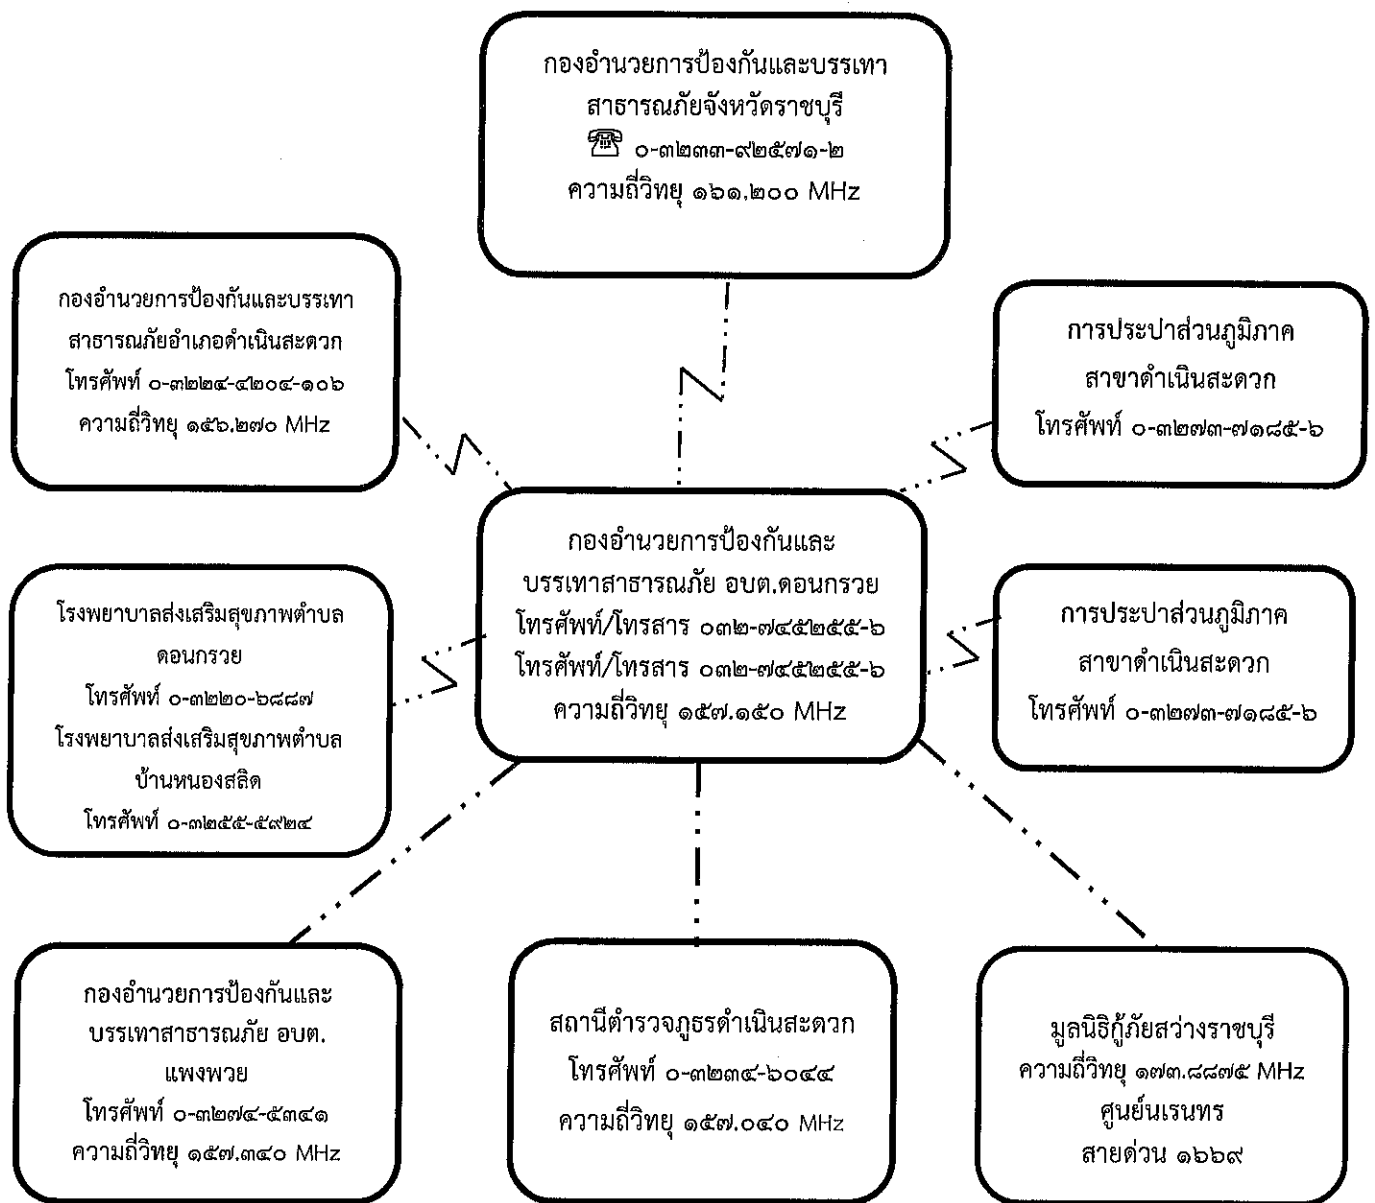 กองอำนวยการป้องกันและบรรเทา
สาธารณภัยจังหวัดราชบุรี
☎ ๐-๓๒๓๓-๙๒๕๗๑-๒
ความถี่วิทยุ ๑๖๑,๒๐๐ MHz
กองอำนวยการป้องกันและบรรเทา
สาธารณภัยอำเภอดำเนินสะดวก
โทรศัพท์ ๐-๓๒๒๔-๔๒๐๔-๑๐๖
ความถี่วิทยุ ๑๕๖,๒๗๐ MHz
การประปาส่วนภูมิภาค
สาขาดำเนินสะดวก
โทรศัพท์ ๐-๓๒๗๓-๗๑๘๕-๖
กองอำนวยการป้องกันและ
บรรเทาสาธารณภัย อบต.ดอนกรวย
โทรศัพท์/โทรสาร ๐๓๒-๗๔๕๒๕๕-๖
โทรศัพท์/โทรสาร ๐๓๒-๗๔๕๒๕๕-๖
ความถี่วิทยุ ๑๕๗.๑๕๐ MHz
โรงพยาบาลส่งเสริมสุขภาพตำบล
ดอนกรวย
โทรศัพท์ ๐-๓๒๒๐-๖๘๘๗
โรงพยาบาลส่งเสริมสุขภาพตำบล
บ้านหนองสลิด
โทรศัพท์ ๐-๓๒๕๕-๕๙๒๔
การประปาส่วนภูมิภาค
สาขาดำเนินสะดวก
โทรศัพท์ ๐-๓๒๗๓-๗๑๘๕-๖
กองอำนวยการป้องกันและ
บรรเทาสาธารณภัย อบต.
แพงพวย
โทรศัพท์ ๐-๓๒๗๔-๕๓๔๑
ความถี่วิทยุ ๑๕๗.๓๔๐ MHz
สถานีตำรวจภูธรดำเนินสะดวก
โทรศัพท์ ๐-๓๒๓๔-๖๐๔๔
ความถี่วิทยุ ๑๕๗.๐๔๐ MHz
มูลนิธิกู้ภัยสว่างราชบุรี
ความถี่วิทยุ ๑๗๓.๘๘๗๕ MHz
ศูนย์นเรนทร
สายด่วน ๑๖๖๙